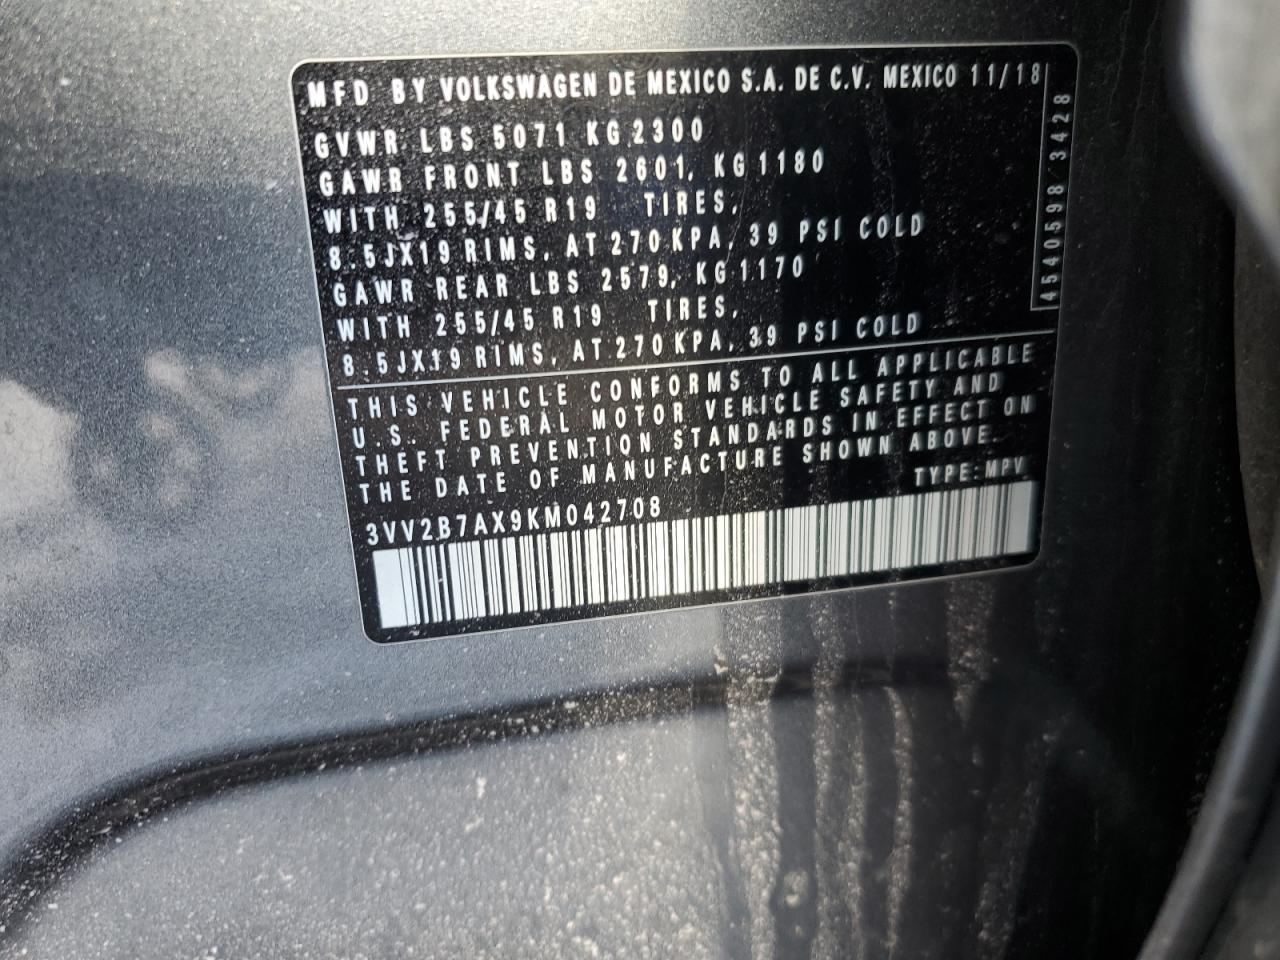 MFD BY VOLKSWAGEN DE MEXICO S.A. DE C.V. MEXICO 11/18
GVWR LBS 5071 KG 2300
GAWR FRONT LBS 2601, KG 1180
WITH 255/45 R19 TIRES,
8.5JX19 RIMS, AT 270 KPA, 39 PSI COLD
GAWR REAR LBS 2579, KG 1170
WITH 255/45 R19 TIRES,
8.5JX19 RIMS, AT 270 KPA, 39 PSI COLD
4540598 3428
THIS VEHICLE CONFORMS TO ALL APPLICABLE
U.S. FEDERAL MOTOR VEHICLE SAFETY AND
THEFT PREVENTION STANDARDS IN EFFECT ON
THE DATE OF MANUFACTURE SHOWN ABOVE.
TYPE: MPV
3VV2B7AX9KM042708